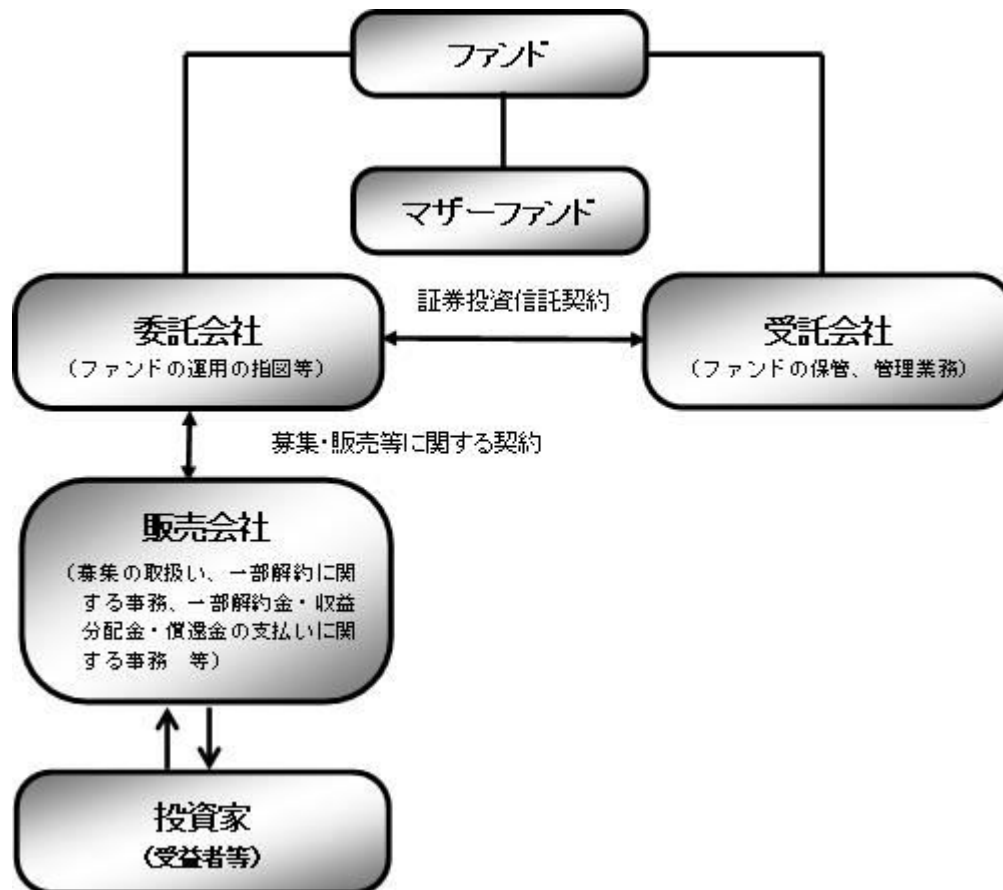 ファンド
マザーファンド
証券投資信託契約
委託会社
（ファンドの運用の指図等）
受託会社
（ファンドの保管、管理業務）
募集・販売等に関する契約
販売会社
（募集の取扱い、一部解約に関
する事務、一部解約金・収益
分配金・償還金の支払いに関
する事務　等）
投資家
（受益者等）